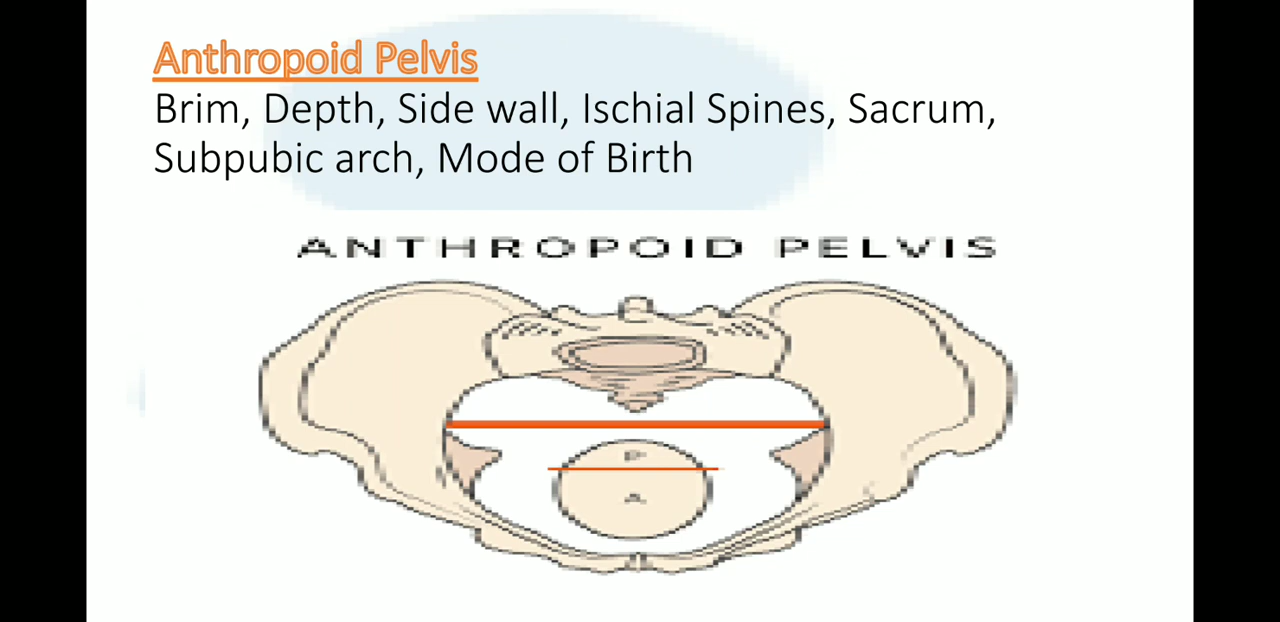 Anthropoid Pelvis
Brim, Depth, Side wall, Ischial Spines, Sacrum,
Subpubic arch, Mode of Birth
ANTHROPOID PELVIS
P
A